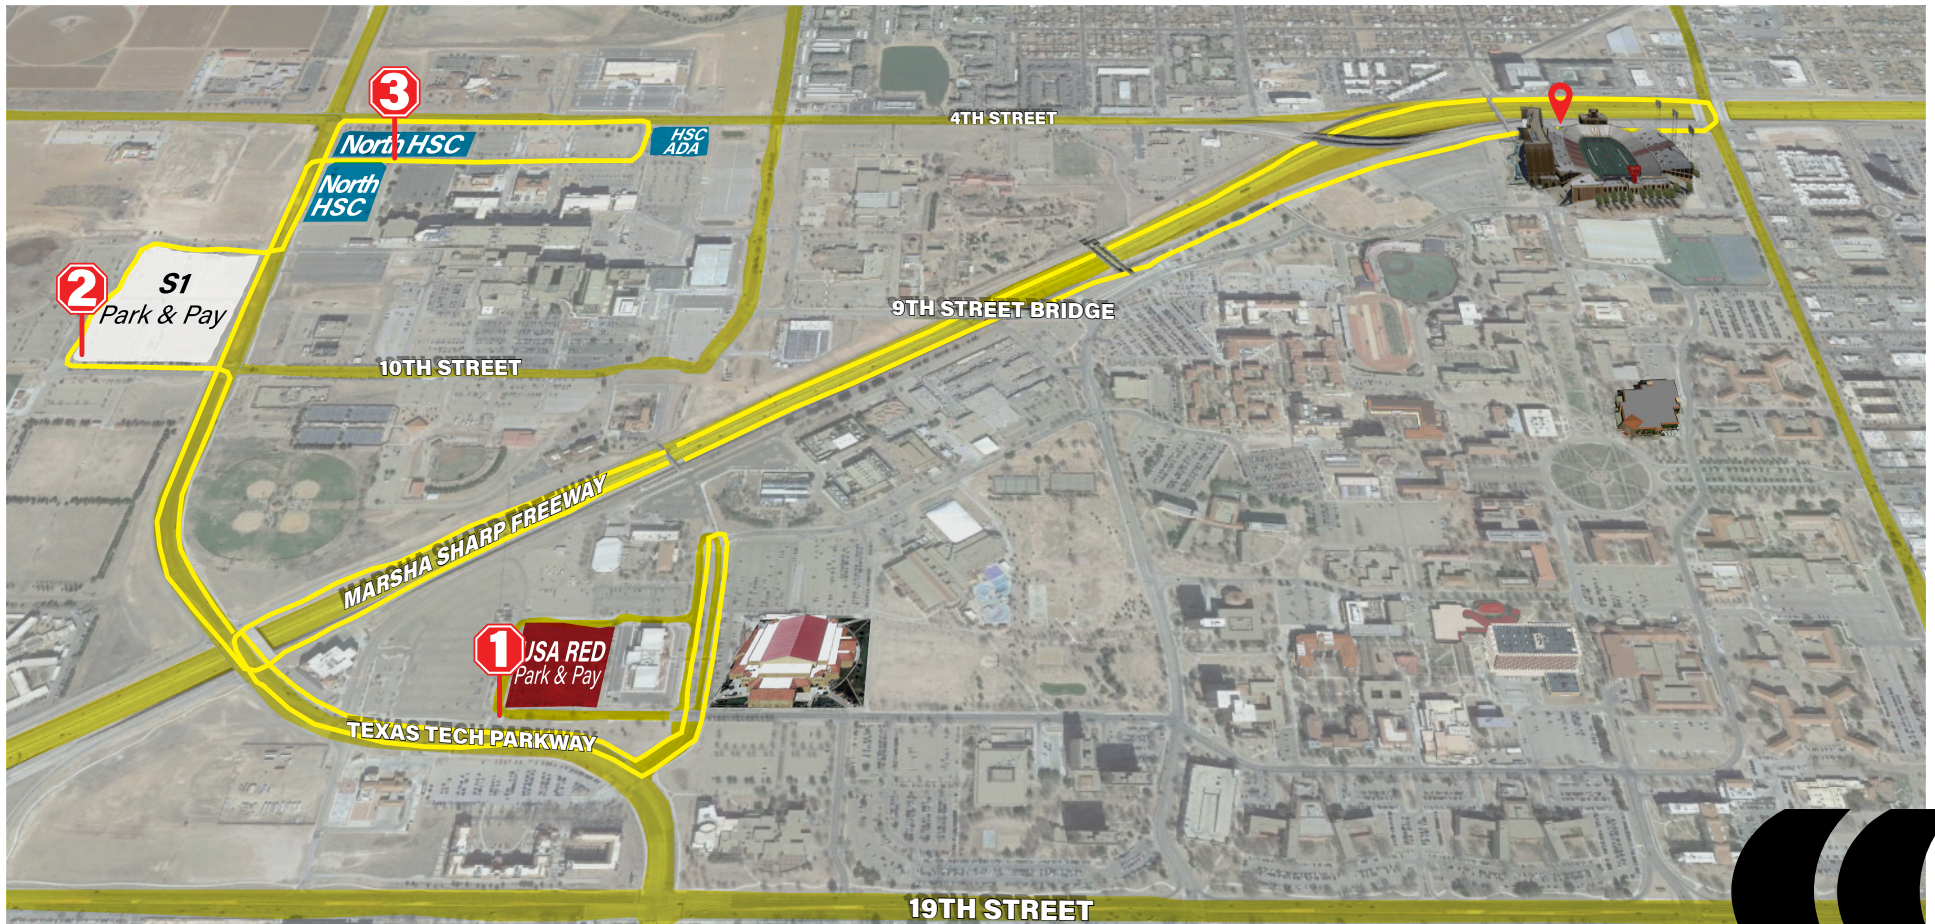 3
North HSC
HSC
ADA
4TH STREET
North
HSC
2
S1
Park & Pay
9TH STREET BRIDGE
10TH STREET
MARSHA SHARP FREEWAY
1
USA RED
Park & Pay
TEXAS TECH PARKWAY
19TH STREET